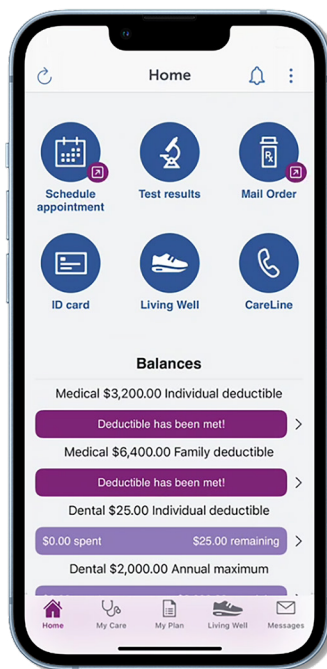 Home
Schedule
appointment
Test results
Mail Order
Rx
ID card
Living Well
CareLine
Balances
Medical $3,200.00 Individual deductible
Deductible has been met!
Medical $6,400.00 Family deductible
Deductible has been met!
Dental $25.00 Individual deductible
$0.00 spent $25.00 remaining
Dental $2,000.00 Annual maximum
Home My Care My Plan Living Well Messages